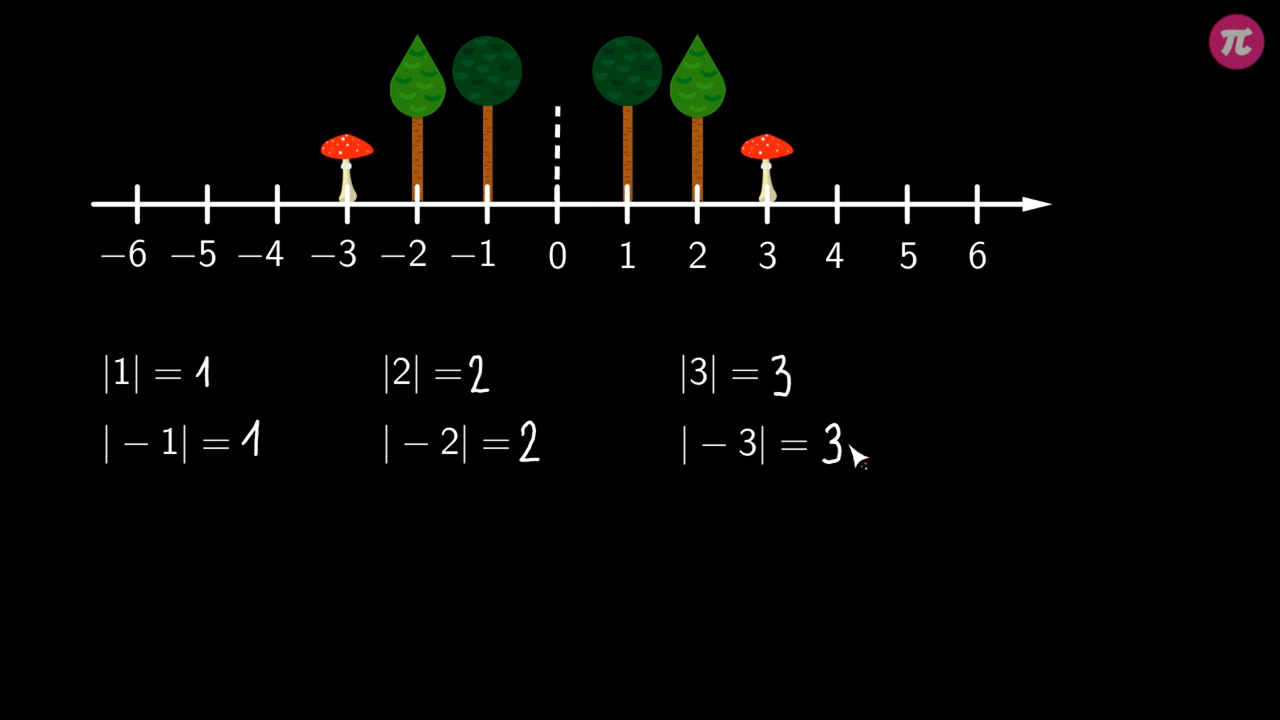 π
−6 −5 −4 −3 −2 −1 0 1 2 3 4 5 6
|1| = 1 |2| = 2 |3| = 3
| − 1| = 1 | − 2| = 2 | − 3| = 3